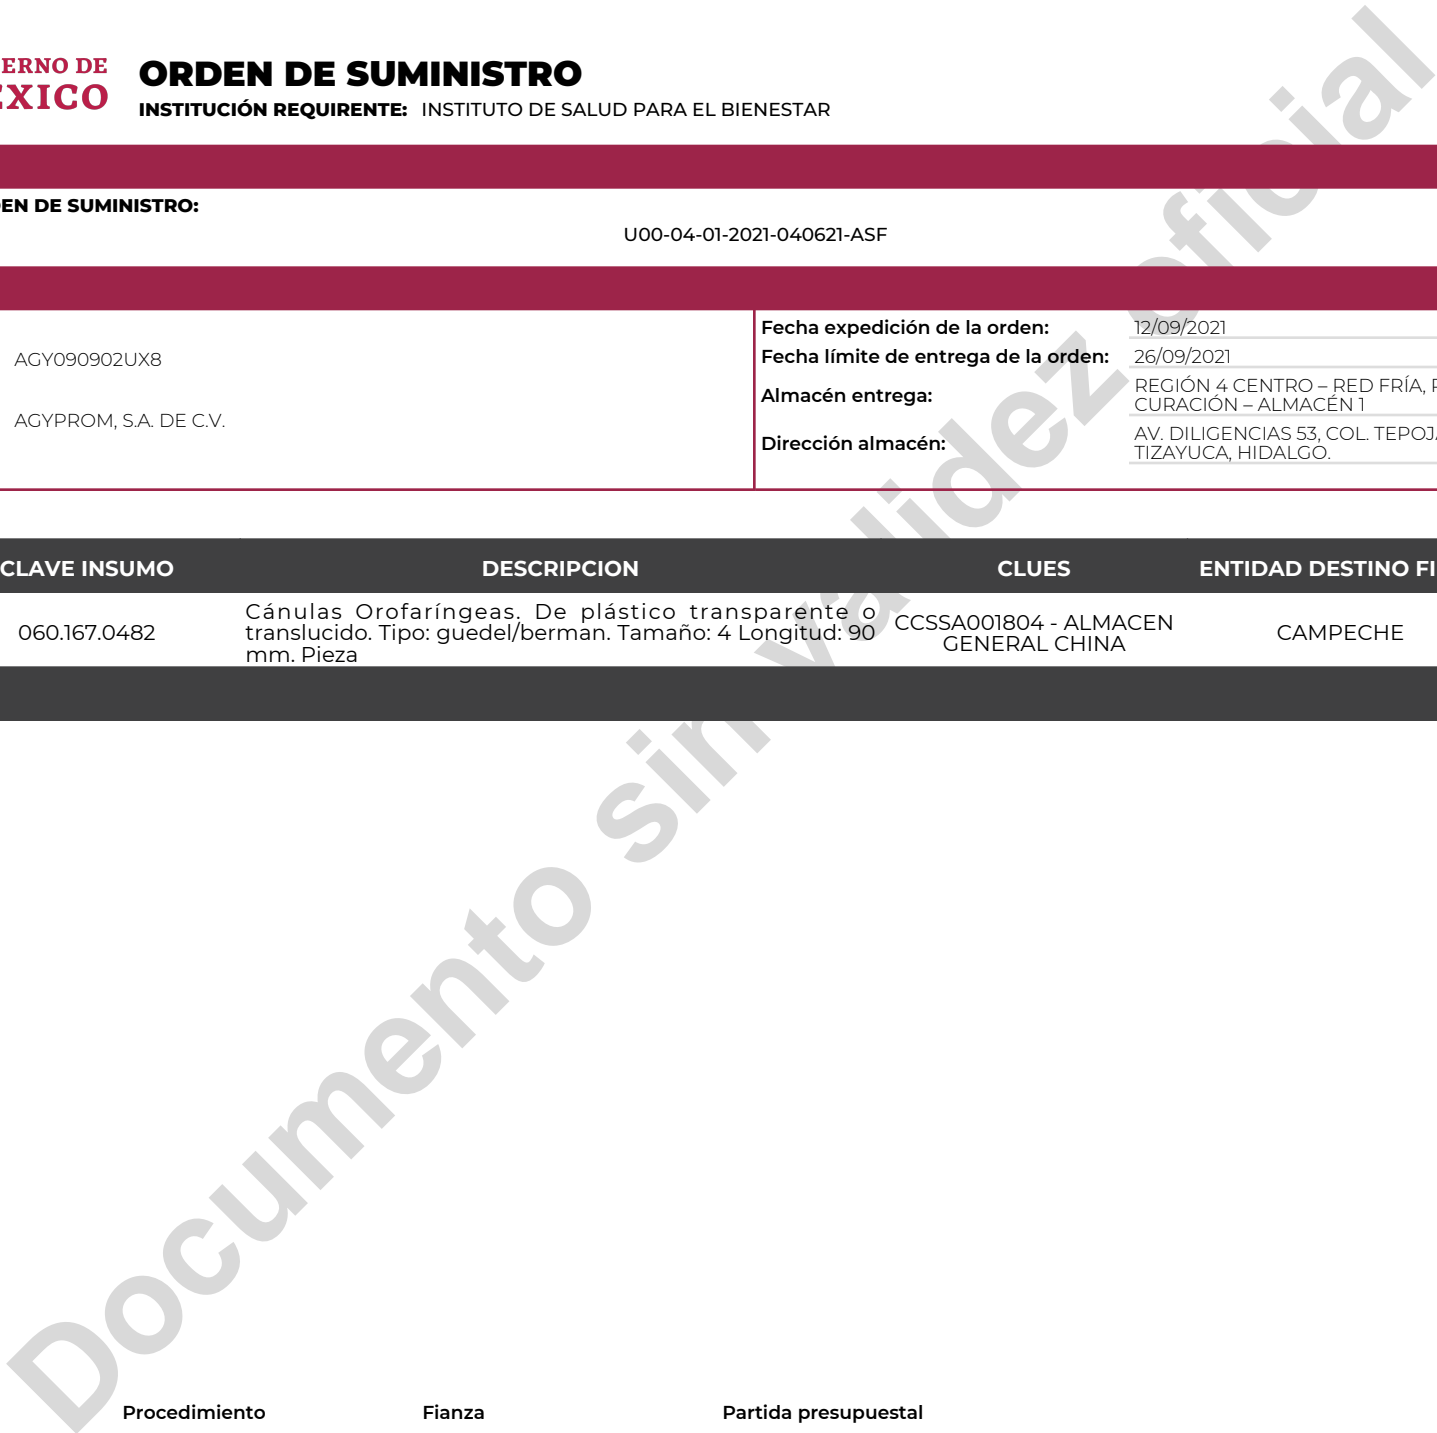 ERNO DE
ORDEN DE SUMINISTRO
XICO
INSTITUCIÓN REQUIRENTE: INSTITUTO DE SALUD PARA EL BIENESTAR
EN DE SUMINISTRO:
U00-04-01-2021-040621-ASF
AGY090902UX8
AGYPROM, S.A. DE C.V.
Fecha expedición de la orden: 12/09/2021
Fecha límite de entrega de la orden: 26/09/2021
Almacén entrega: REGIÓN 4 CENTRO – RED FRÍA,
CURACIÓN – ALMACÉN 1
Dirección almacén: AV. DILIGENCIAS 53, COL. TEPOJ
TIZAYUCA, HIDALGO.
CLAVE INSUMO DESCRIPCION CLUES ENTIDAD DESTINO FI
060.167.0482
Cánulas Orofaríngeas. De plástico transparente o
translucido. Tipo: guedel/berman. Tamaño: 4 Longitud: 90
mm. Pieza
CCSSA001804 - ALMACEN
GENERAL CHINA
CAMPECHE
Documento sin validez oficial
Procedimiento Fianza Partida presupuestal